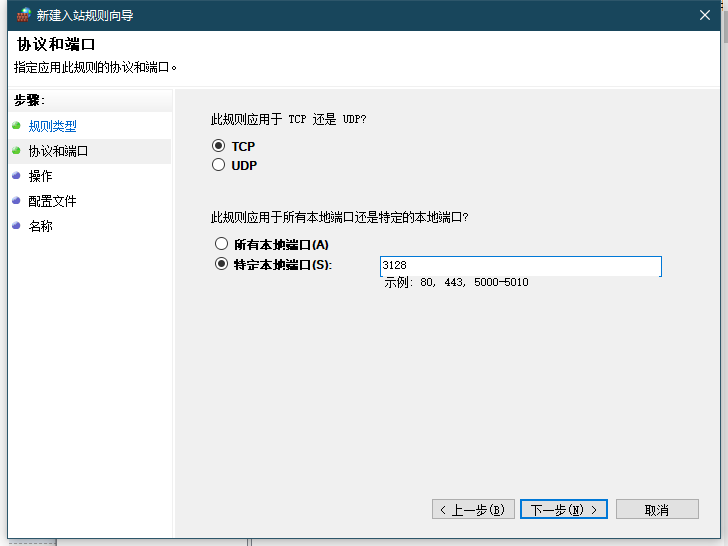 新建入站规则向导
协议和端口
指定应用此规则的协议和端口。
步骤:
规则类型
协议和端口
操作
配置文件
名称
此规则应用于 TCP 还是 UDP?
TCP
UDP
此规则应用于所有本地端口还是特定的本地端口?
所有本地端口(A)
特定本地端口(S):
3128
示例: 80, 443, 5000-5010
< 上一步(B)
下一步(N) >
取消